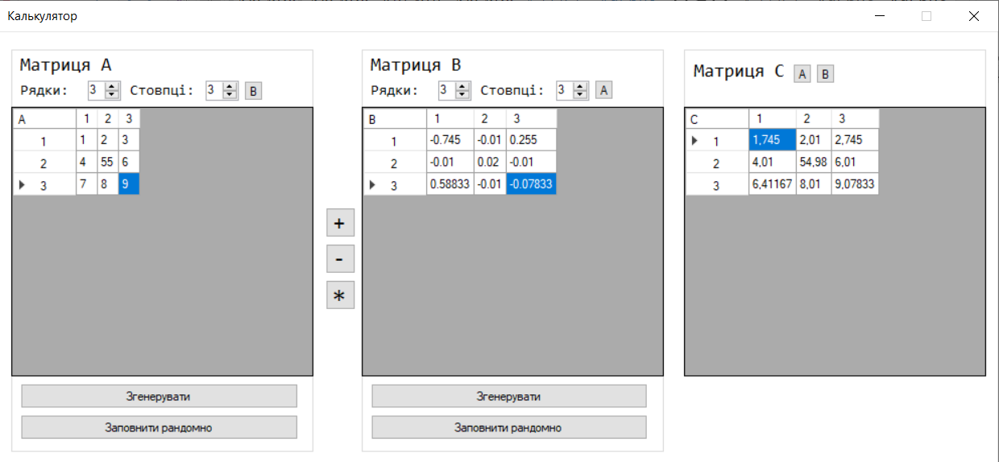 Калькулятор
Матриця A
Рядки: 3 Стовпці: 3 B
A 1 2 3
1 1 2 3
2 4 55 6
3 7 8 9
Згенерувати
Заповнити рандомно
+
-
*
Матриця B
Рядки: 3 Стовпці: 3 A
B 1 2 3
1 -0.745 -0.01 0.255
2 -0.01 0.02 -0.01
3 0.58833 -0.01 -0.07833
Згенерувати
Заповнити рандомно
Матриця C A B
C 1 2 3
1 1,745 2,01 2,745
2 4,01 54,98 6,01
3 6,41167 8,01 9,07833